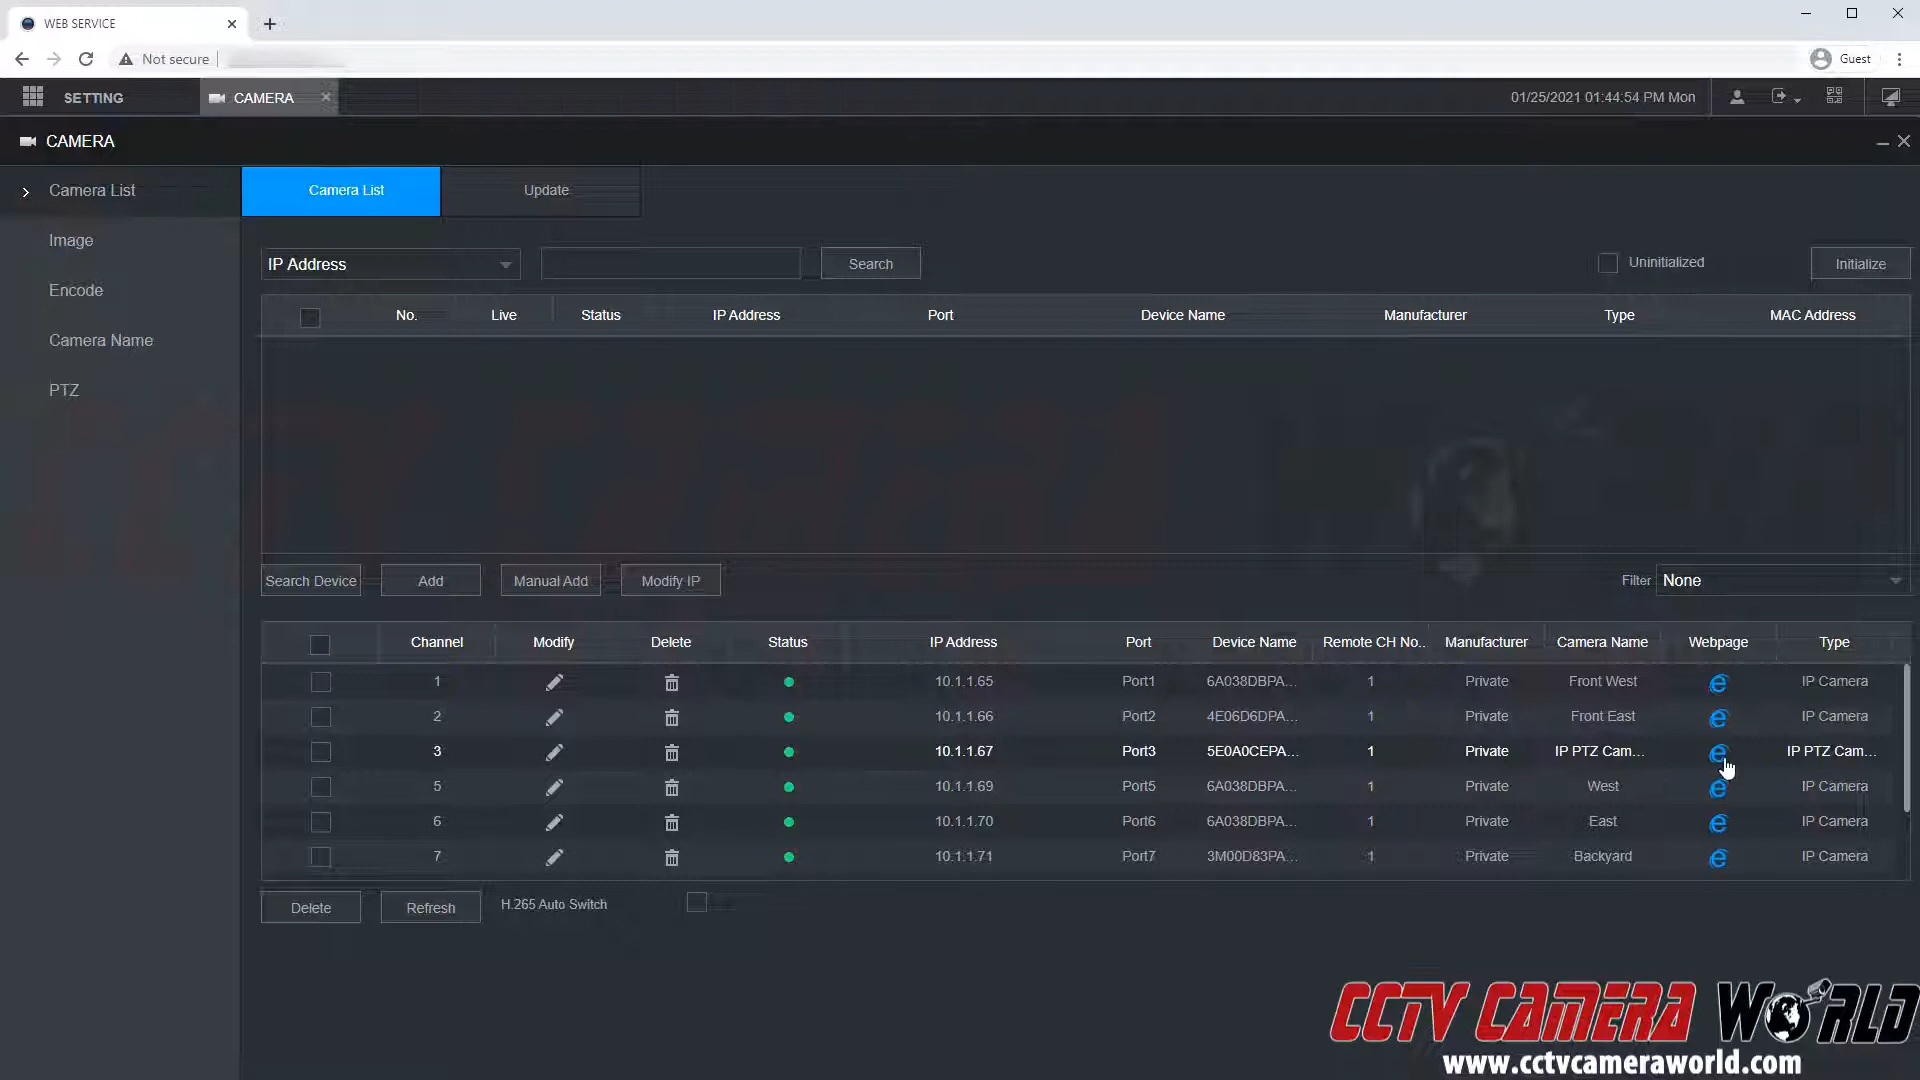 WEB SERVICE
Not secure
Guest
SETTING
CAMERA
01/25/2021 01:44:54 PM Mon
CAMERA
Camera List
Camera List
Update
Image
Encode
Camera Name
PTZ
IP Address
Search
Uninitialized
Initialize
No. Live Status IP Address Port Device Name Manufacturer Type MAC Address
Search Device Add Manual Add Modify IP Filter None
Channel Modify Delete Status IP Address Port Device Name Remote CH No.. Manufacturer Camera Name Webpage Type
1 10.1.1.65 Port1 6A038DBPA... 1 Private Front West IP Camera
2 10.1.1.66 Port2 4E06D6DPA... 1 Private Front East IP Camera
3 10.1.1.67 Port3 5E0A0CEPA... 1 Private IP PTZ Cam... IP PTZ Cam...
5 10.1.1.69 Port5 6A038DBPA... 1 Private West IP Camera
6 10.1.1.70 Port6 6A038DBPA... 1 Private East IP Camera
7 10.1.1.71 Port7 3M00D83PA... 1 Private Backyard IP Camera
Delete Refresh H.265 Auto Switch
CCTV CAMERA WORLD
www.cctvcameraworld.com